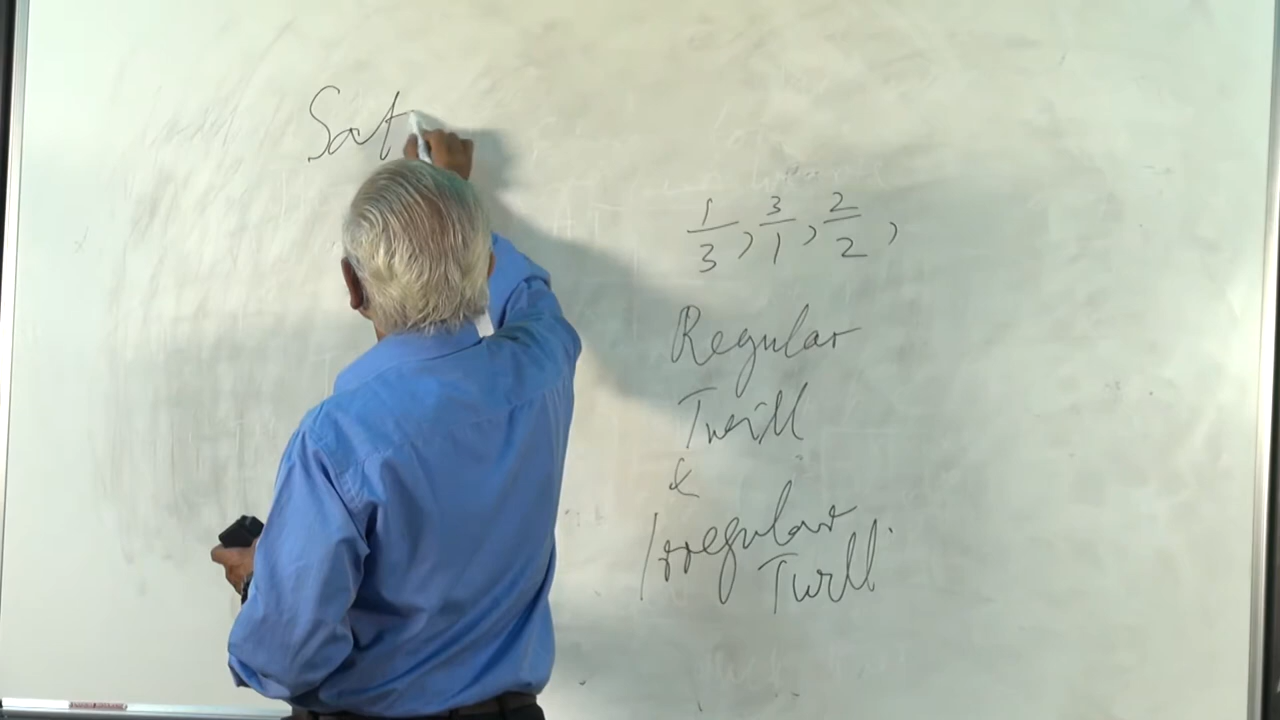 Sat
1/3, 3/1, 2/2,
Regular
Twill
&
Irregular
Twill.